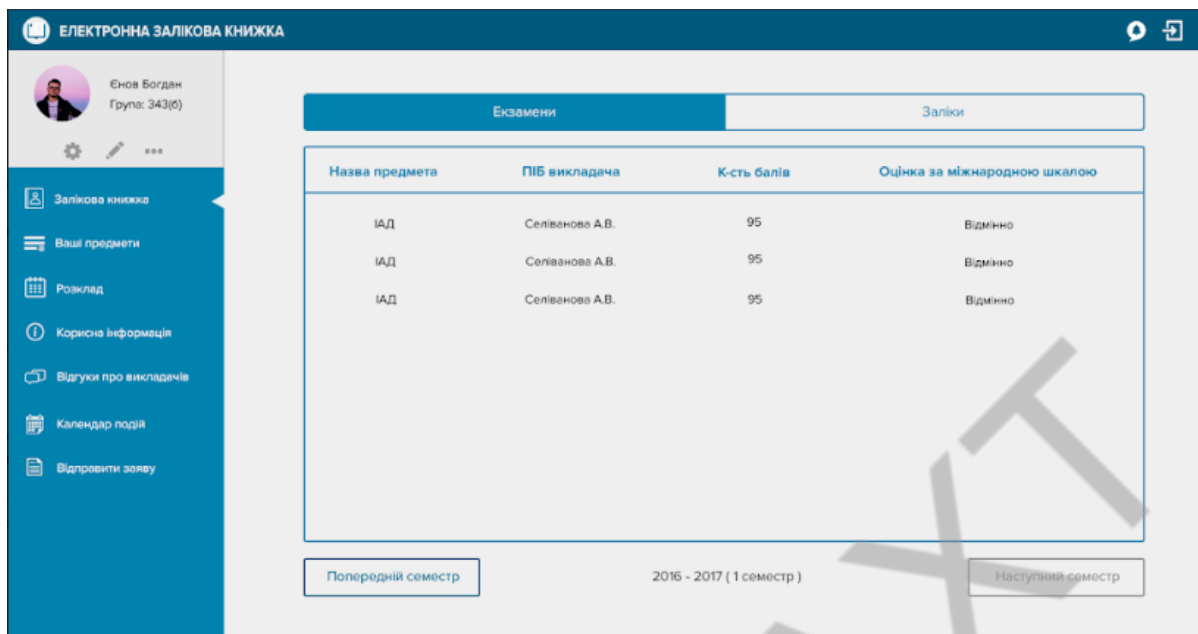 ЕЛЕКТРОННА ЗАЛІКОВА КНИЖКА
Єнов Богдан
Група: 343(б)
Залікова книжка
Ваші предмети
Розклад
Корисна інформація
Відгуки про викладачів
Календар подій
Відправити заяву
Екзамени Заліки
Назва предмета ПІБ викладача К-сть балів Оцінка за міжнародною шкалою
ІАД Селіванова А.В. 95 Відмінно
ІАД Селіванова А.В. 95 Відмінно
ІАД Селіванова А.В. 95 Відмінно
Попередній семестр 2016 - 2017 ( 1 семестр ) Наступний семестр